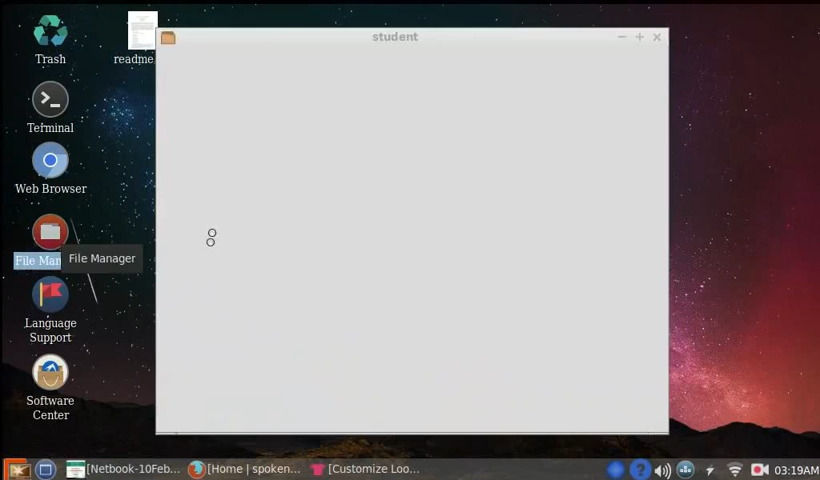 Trash
readme
student
Terminal
Web Browser
File Man
File Manager
Language
Support
Software
Center
[Netbook-10Feb...
[Home | spoken...
[Customize Loo...
03:19AM